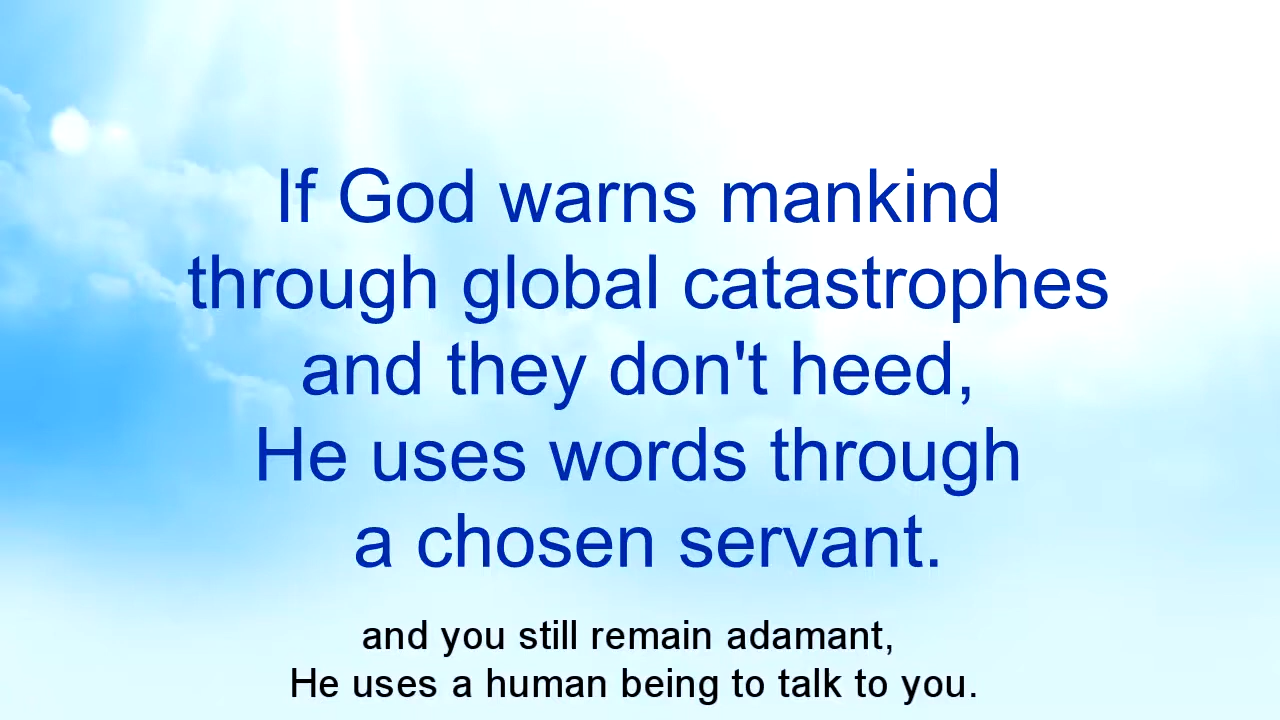 If God warns mankind
through global catastrophes
and they don't heed,
He uses words through
a chosen servant.
and you still remain adamant,
He uses a human being to talk to you.